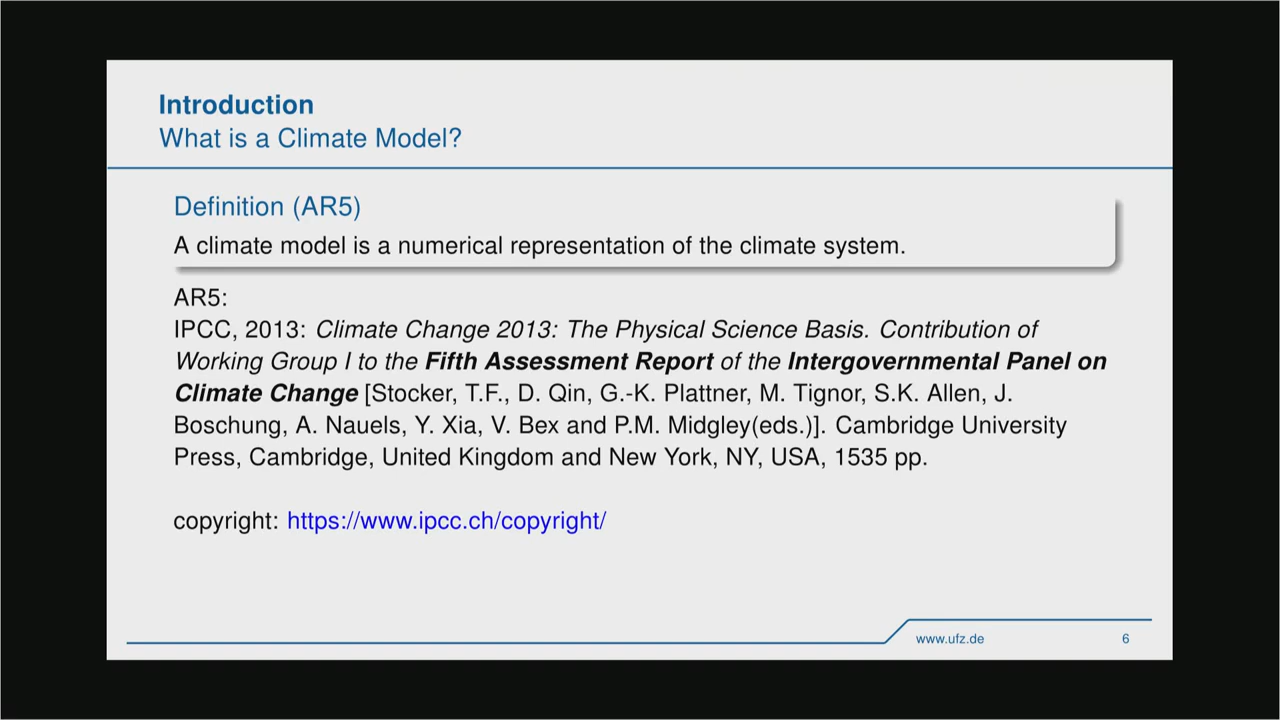 Introduction
What is a Climate Model?
Definition (AR5)
A climate model is a numerical representation of the climate system.
AR5:
IPCC, 2013: Climate Change 2013: The Physical Science Basis. Contribution of
Working Group I to the Fifth Assessment Report of the Intergovernmental Panel on
Climate Change [Stocker, T.F., D. Qin, G.-K. Plattner, M. Tignor, S.K. Allen, J.
Boschung, A. Nauels, Y. Xia, V. Bex and P.M. Midgley(eds.)]. Cambridge University
Press, Cambridge, United Kingdom and New York, NY, USA, 1535 pp.
copyright: https://www.ipcc.ch/copyright/
www.ufz.de 6